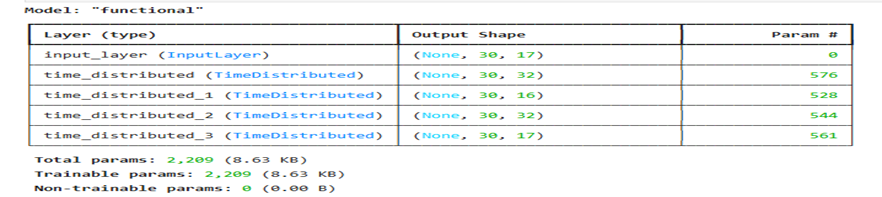 Model: "functional"
Layer (type) Output Shape Param #
input_layer (InputLayer) (None, 30, 17) 0
time_distributed (TimeDistributed) (None, 30, 32) 576
time_distributed_1 (TimeDistributed) (None, 30, 16) 528
time_distributed_2 (TimeDistributed) (None, 30, 32) 544
time_distributed_3 (TimeDistributed) (None, 30, 17) 561
Total params: 2,209 (8.63 KB)
Trainable params: 2,209 (8.63 KB)
Non-trainable params: 0 (0.00 B)